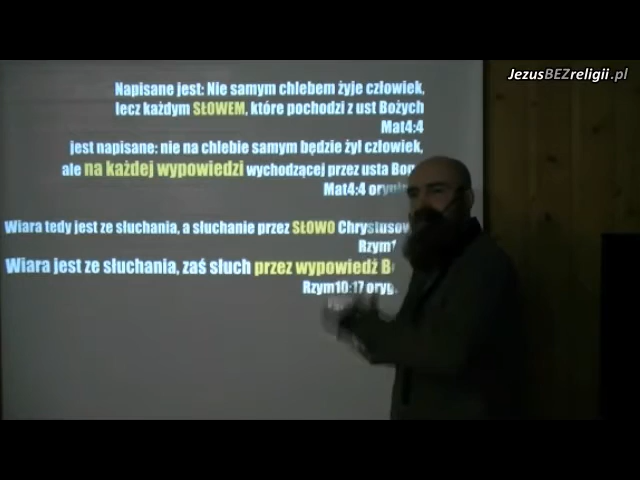 JezusBEZreligii.pl
Napisane jest: Nie samym chlebem żyje człowiek,
lecz każdym SŁOWEM, które pochodzi z ust Bożych
Mat4:4
jest napisane: nie na chlebie samym będzie żył człowiek,
ale na każdej wypowiedzi wychodzącej przez usta
Mat4:4
Wiara tedy jest ze słuchania, a słuchanie przez SŁOWO
Wiara jest ze słuchania, zaś słuch przez wypowiedź
Rzym10:17